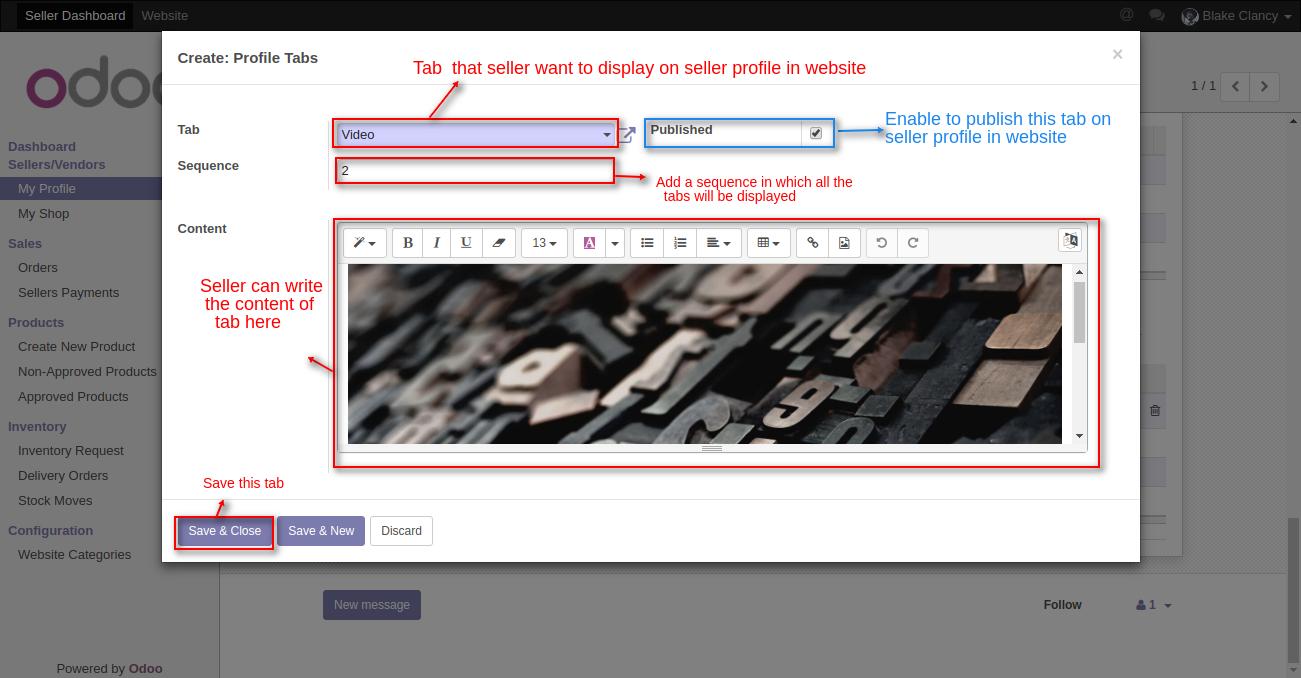 Seller Dashboard Website
@ Blake Clancy
Create: Profile Tabs ×
Tab  that seller want to display on seller profile in website
odoo
1 / 1
Tab
Video
Published
Enable to publish this tab on
seller profile in website
Sequence
2
Add a sequence in which all the
tabs will be displayed
Content
B I U 13 A
Seller can write
the content of
tab here
g
Dashboard
Sellers/Vendors
My Profile
My Shop
Sales
Orders
Sellers Payments
Products
Create New Product
Non-Approved Products
Approved Products
Inventory
Inventory Request
Delivery Orders
Stock Moves
Configuration
Website Categories
Save this tab
Save & Close Save & New Discard
New message
Follow
1
Powered by Odoo